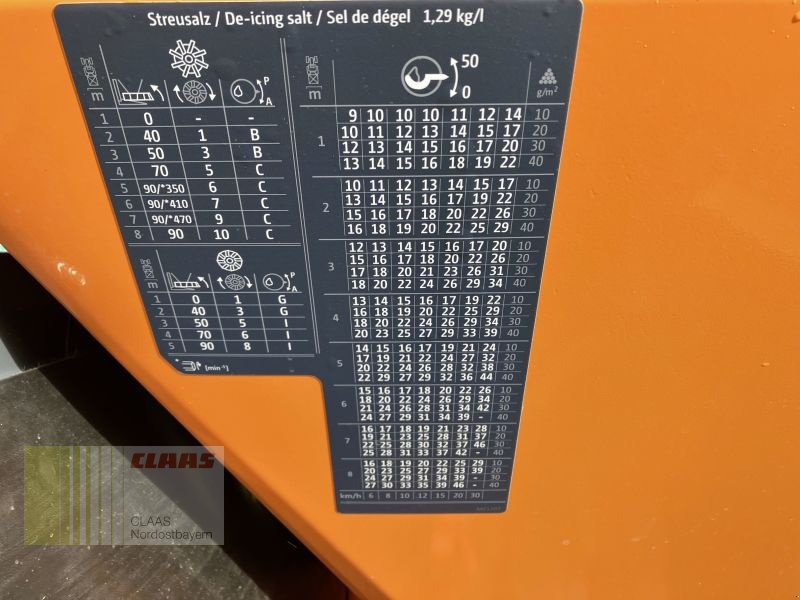 Streusalz / De-icing salt / Sel de dégel 1,29 kg/l
m
P
A
1 0 - -
2 40 1 B
3 50 3 B
4 70 5 C
5 90/*350 6 C
6 90/*410 7 C
7 90/*470 9 C
8 90 10 C
m
P
A
1 0 1 G
2 40 3 G
3 50 5 I
4 70 6 I
5 90 8 I
* [min⁻¹]
m
50
0
g/m²
1
9 10 10 10 11 12 14 10
10 11 12 13 14 15 17 20
12 13 14 15 16 17 20 30
13 14 15 16 18 19 22 40
2
10 11 12 13 14 15 17 10
13 14 15 16 18 19 22 20
15 16 17 18 20 22 26 30
16 18 19 20 22 25 29 40
3
12 13 14 15 16 17 20 10
15 16 17 18 20 22 26 20
17 18 20 21 23 26 31 30
18 20 22 24 26 29 34 40
4
13 14 15 16 17 19 22 10
16 18 19 20 22 25 29 20
18 20 22 24 26 29 34 30
20 23 25 27 29 33 39 40
5
14 15 16 17 19 21 24 10
17 19 21 22 24 27 32 20
20 22 24 26 28 32 38 30
22 29 27 29 32 36 44 40
6
15 16 17 18 20 22 26 10
18 20 22 24 26 29 34 20
21 24 26 28 31 34 42 30
24 27 29 31 34 39 - 40
7
16 17 18 19 21 23 28 10
19 21 23 25 28 31 37 20
22 25 28 30 32 37 46 30
25 28 31 33 37 42 - 40
8
16 18 19 20 22 25 29 10
20 23 25 27 29 33 39 20
24 27 29 31 34 39 - 30
27 30 33 35 39 46 - 40
km/h 6 8 10 12 15 20 30
CLAAS
CLAAS
Nordostbayern